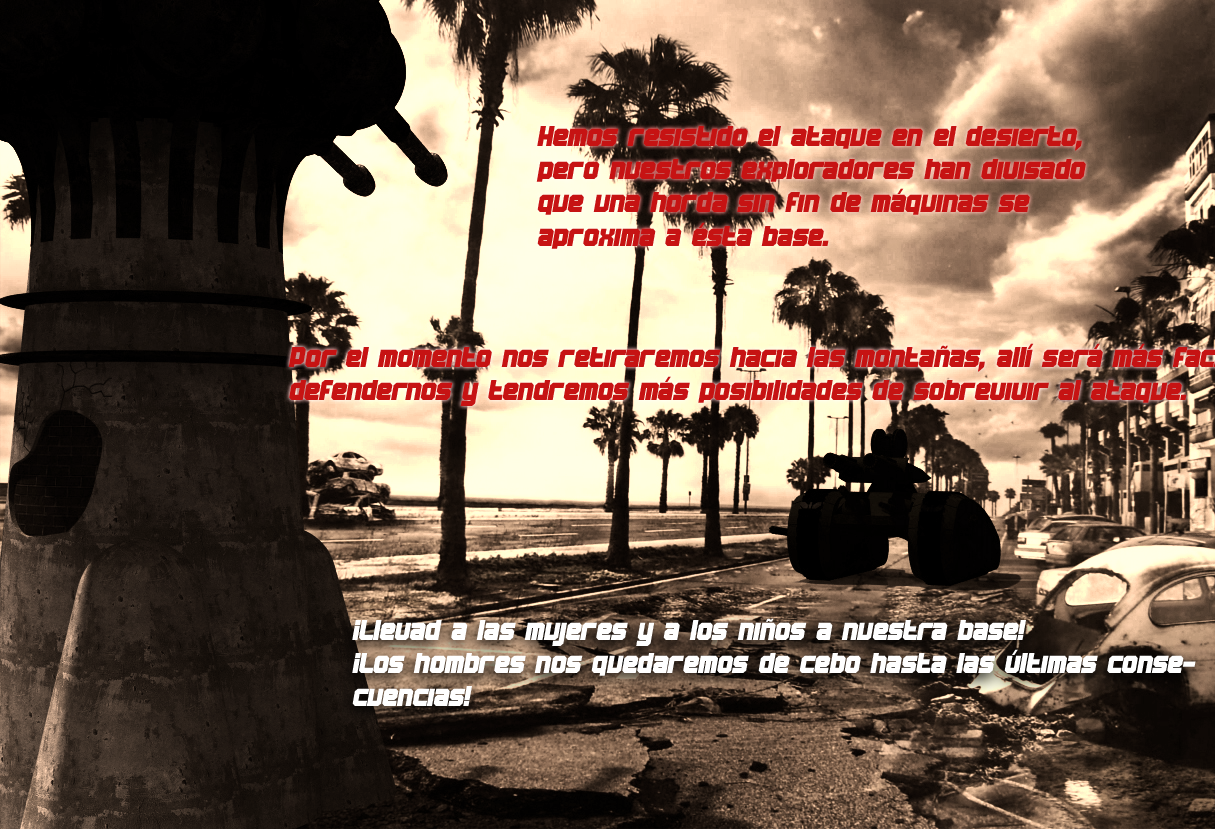 Hemos resistido el ataque en el desierto,
pero nuestros exploradores han divisado
que una horda sin fin de máquinas se
aproxima a esta base.
Por el momento nos retiraremos hacia las montañas, allí será más fac
defendernos y tendremos más posibilidades de sobrevivir al ataque.
¡Llevad a las mujeres y a los niños a nuestra base!
¡Los hombres nos quedaremos de cebo hasta las últimas conse-
cuencias!